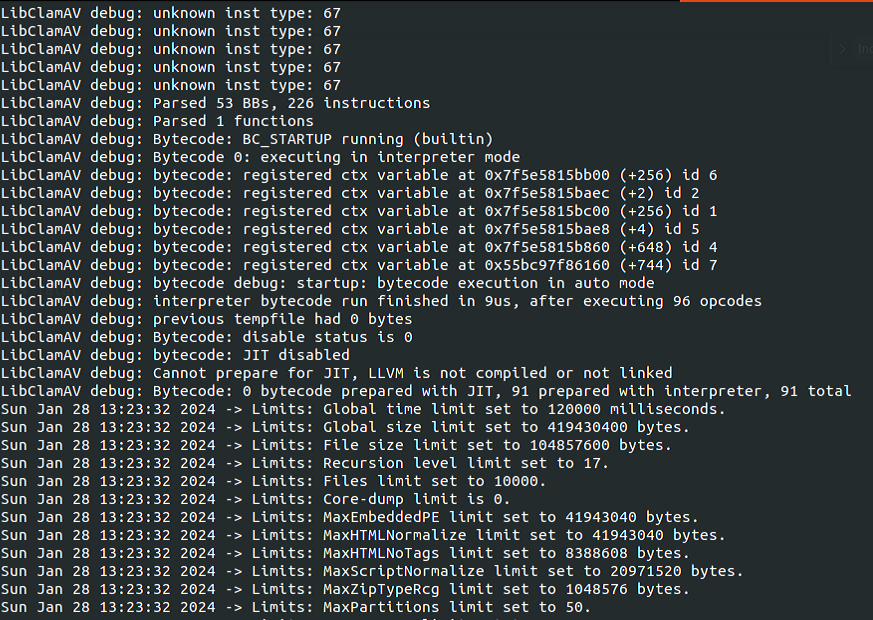 LibClamAV debug: unknown inst type: 67
LibClamAV debug: unknown inst type: 67
LibClamAV debug: unknown inst type: 67
LibClamAV debug: unknown inst type: 67
LibClamAV debug: unknown inst type: 67
LibClamAV debug: Parsed 53 BBs, 226 instructions
LibClamAV debug: Parsed 1 functions
LibClamAV debug: Bytecode: BC_STARTUP running (builtin)
LibClamAV debug: Bytecode 0: executing in interpreter mode
LibClamAV debug: bytecode: registered ctx variable at 0x7f5e5815bb00 (+256) id 6
LibClamAV debug: bytecode: registered ctx variable at 0x7f5e5815baec (+2) id 2
LibClamAV debug: bytecode: registered ctx variable at 0x7f5e5815bc00 (+256) id 1
LibClamAV debug: bytecode: registered ctx variable at 0x7f5e5815bae8 (+4) id 5
LibClamAV debug: bytecode: registered ctx variable at 0x7f5e5815b860 (+648) id 4
LibClamAV debug: bytecode: registered ctx variable at 0x55bc97f86160 (+744) id 7
LibClamAV debug: bytecode debug: startup: bytecode execution in auto mode
LibClamAV debug: interpreter bytecode run finished in 9us, after executing 96 opcodes
LibClamAV debug: previous tempfile had 0 bytes
LibClamAV debug: Bytecode: disable status is 0
LibClamAV debug: bytecode: JIT disabled
LibClamAV debug: Cannot prepare for JIT, LLVM is not compiled or not linked
LibClamAV debug: Bytecode: 0 bytecode prepared with JIT, 91 prepared with interpreter, 91 total
Sun Jan 28 13:23:32 2024 -> Limits: Global time limit set to 120000 milliseconds.
Sun Jan 28 13:23:32 2024 -> Limits: Global size limit set to 419430400 bytes.
Sun Jan 28 13:23:32 2024 -> Limits: File size limit set to 104857600 bytes.
Sun Jan 28 13:23:32 2024 -> Limits: Recursion level limit set to 17.
Sun Jan 28 13:23:32 2024 -> Limits: Files limit set to 10000.
Sun Jan 28 13:23:32 2024 -> Limits: Core-dump limit is 0.
Sun Jan 28 13:23:32 2024 -> Limits: MaxEmbeddedPE limit set to 41943040 bytes.
Sun Jan 28 13:23:32 2024 -> Limits: MaxHTMLNormalize limit set to 41943040 bytes.
Sun Jan 28 13:23:32 2024 -> Limits: MaxHTMLNoTags limit set to 8388608 bytes.
Sun Jan 28 13:23:32 2024 -> Limits: MaxScriptNormalize limit set to 20971520 bytes.
Sun Jan 28 13:23:32 2024 -> Limits: MaxZipTypeRcg limit set to 1048576 bytes.
Sun Jan 28 13:23:32 2024 -> Limits: MaxPartitions limit set to 50.